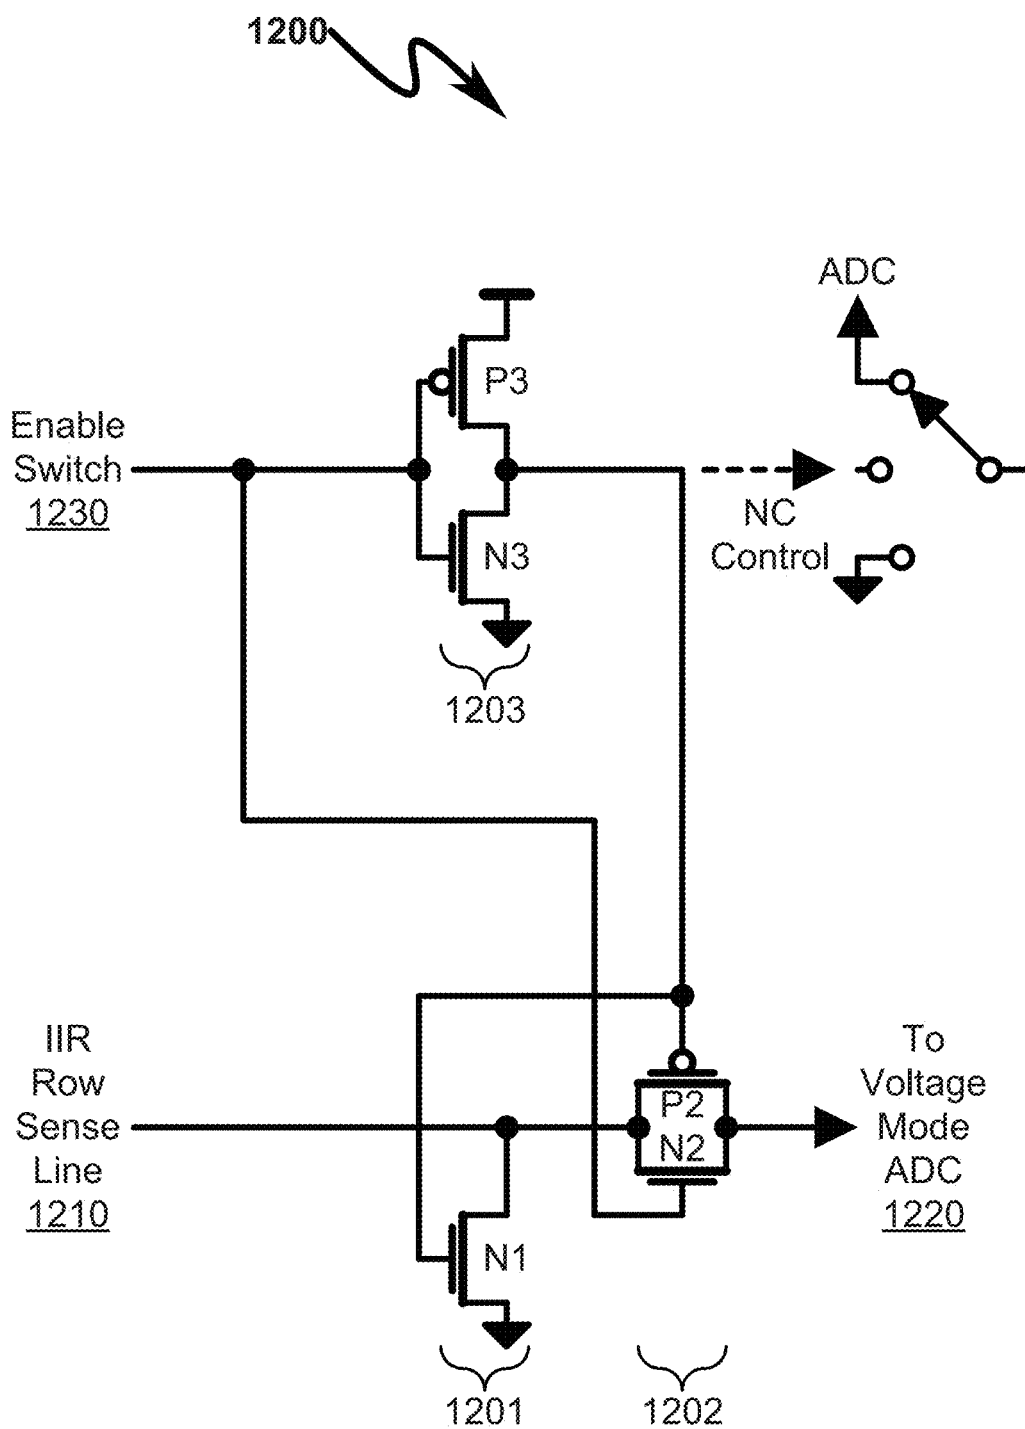 1200
ADC
P3
Enable
Switch
1230
N3
NC
Control
1203
IIR
Row
Sense
Line
1210
P2
N2
To
Voltage
Mode
ADC
1220
N1
1201
1202